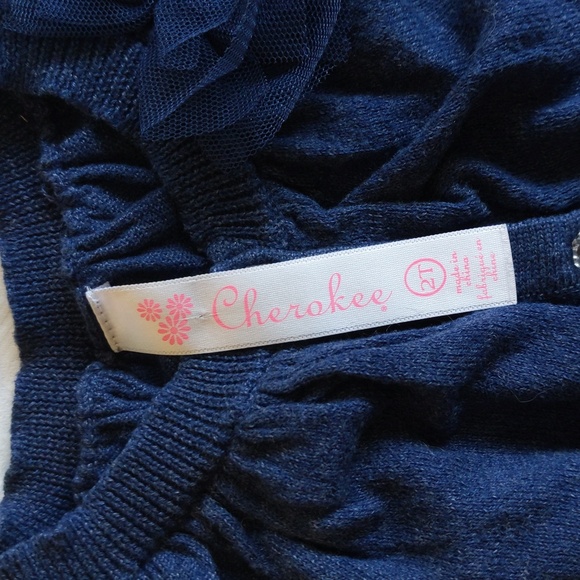 Cherokee
2T
made in
china
fabriqué en
chine